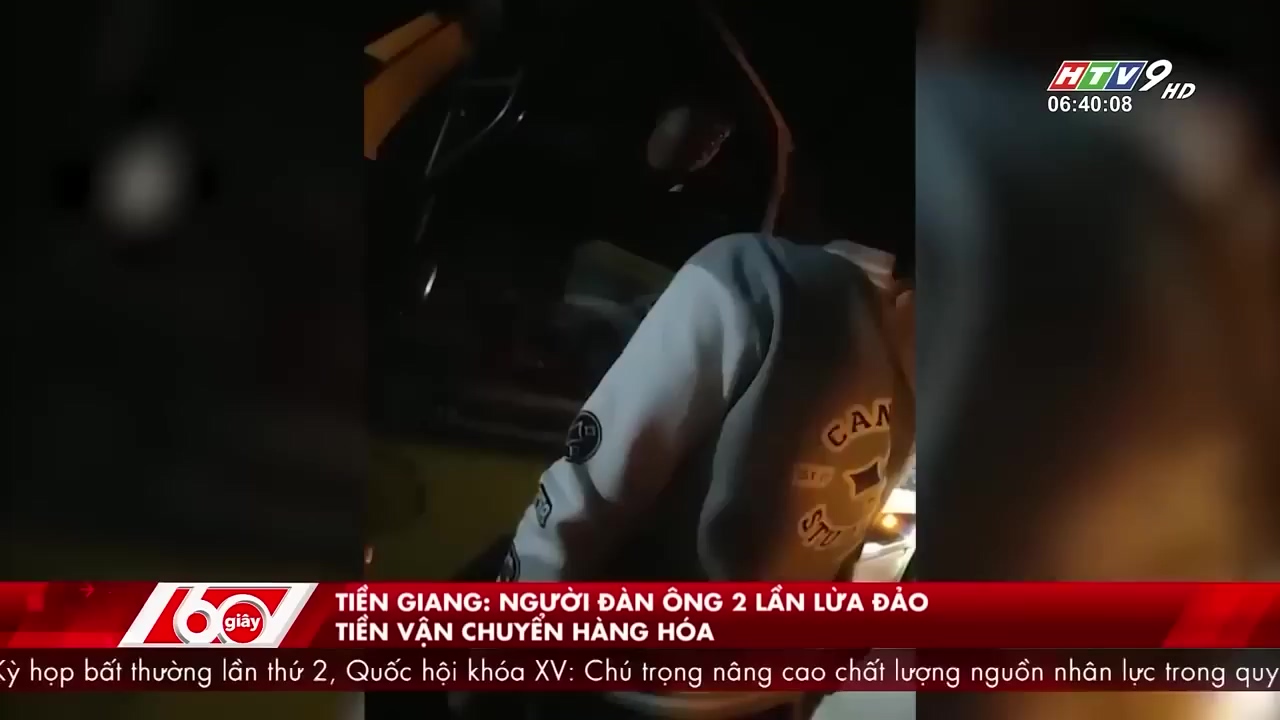 HTV9 HD
06:40:08
CAN
STU
60 giây
TIỀN GIANG: NGƯỜI ĐÀN ÔNG 2 LẦN LỪA ĐẢO
TIỀN VẬN CHUYỂN HÀNG HÓA
Kỳ họp bất thường lần thứ 2, Quốc hội khóa XV: Chú trọng nâng cao chất lượng nguồn nhân lực trong quy